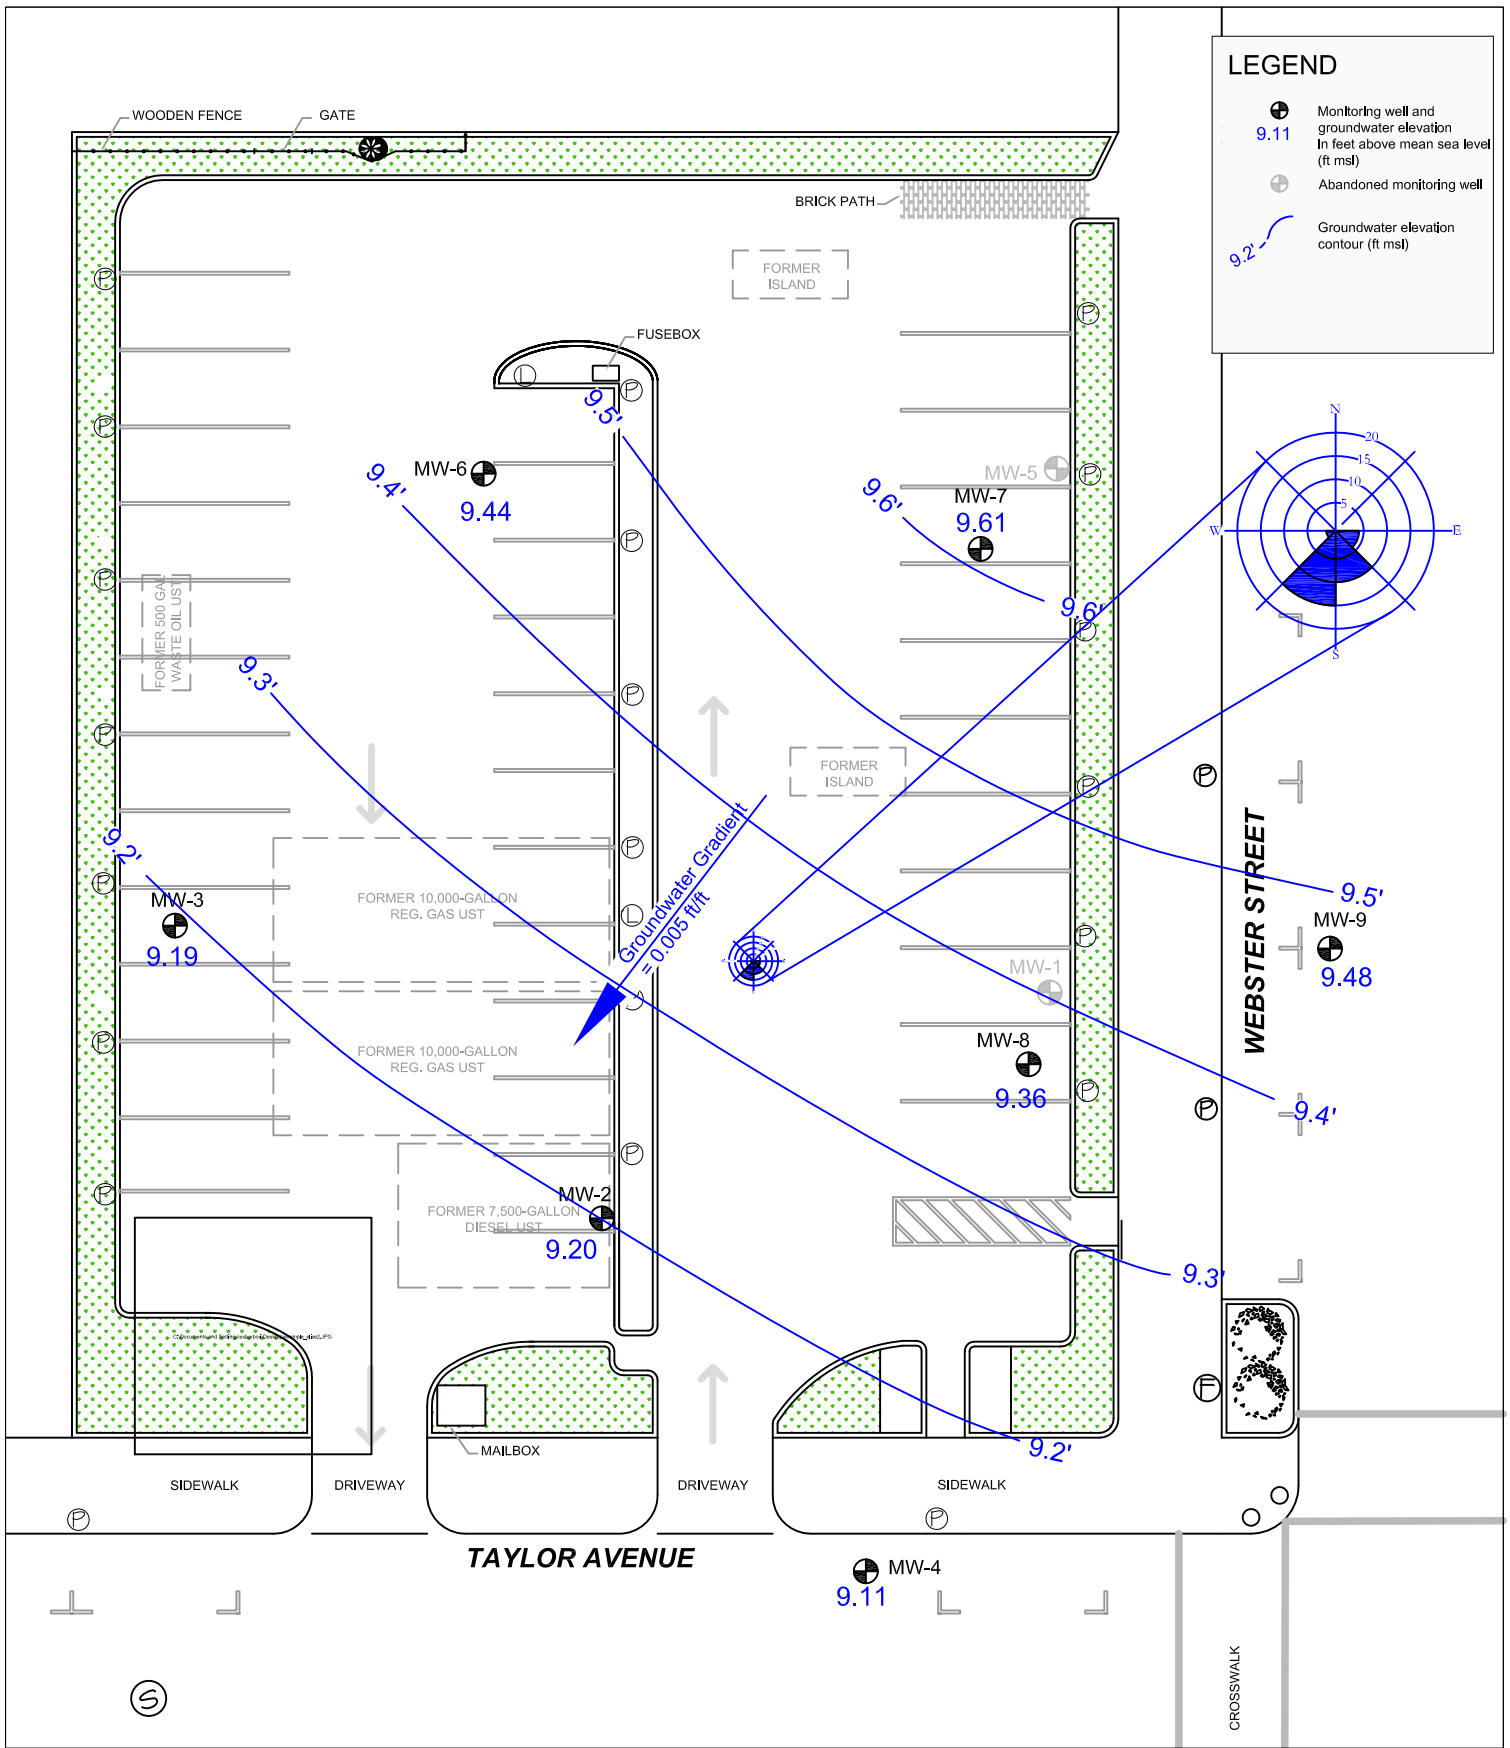 LEGEND
Monitoring well and
groundwater elevation
In feet above mean sea level
(ft msl)
9.11
Abandoned monitoring well
Groundwater elevation
contour (ft msl)
9.2'
WOODEN FENCE
GATE
BRICK PATH
FORMER
ISLAND
FUSEBOX
L
P
P
P
P
9.5'
N
20
15
10
5
W
E
S
MW-6
9.44
9.4'
MW-5
P
MW-7
9.61
9.6'
9.6'
P
P
P
FORMER 500 GAL
WASTE OIL UST
9.3'
P
P
P
FORMER
ISLAND
P
P
WEBSTER STREET
9.2'
P
MW-3
9.19
P
FORMER 10,000-GALLON
REG. GAS UST
L
Groundwater Gradient
= 0.005 ft/ft
P
9.5'
MW-9
9.48
MW-1
P
FORMER 10,000-GALLON
REG. GAS UST
MW-8
9.36
P
P
9.4'
P
P
MW-2
FORMER 7,500-GALLON
DIESEL UST
9.20
9.3'
F
MAILBOX
9.2'
SIDEWALK
DRIVEWAY
DRIVEWAY
SIDEWALK
P
P
TAYLOR AVENUE
MW-4
9.11
S
CROSSWALK